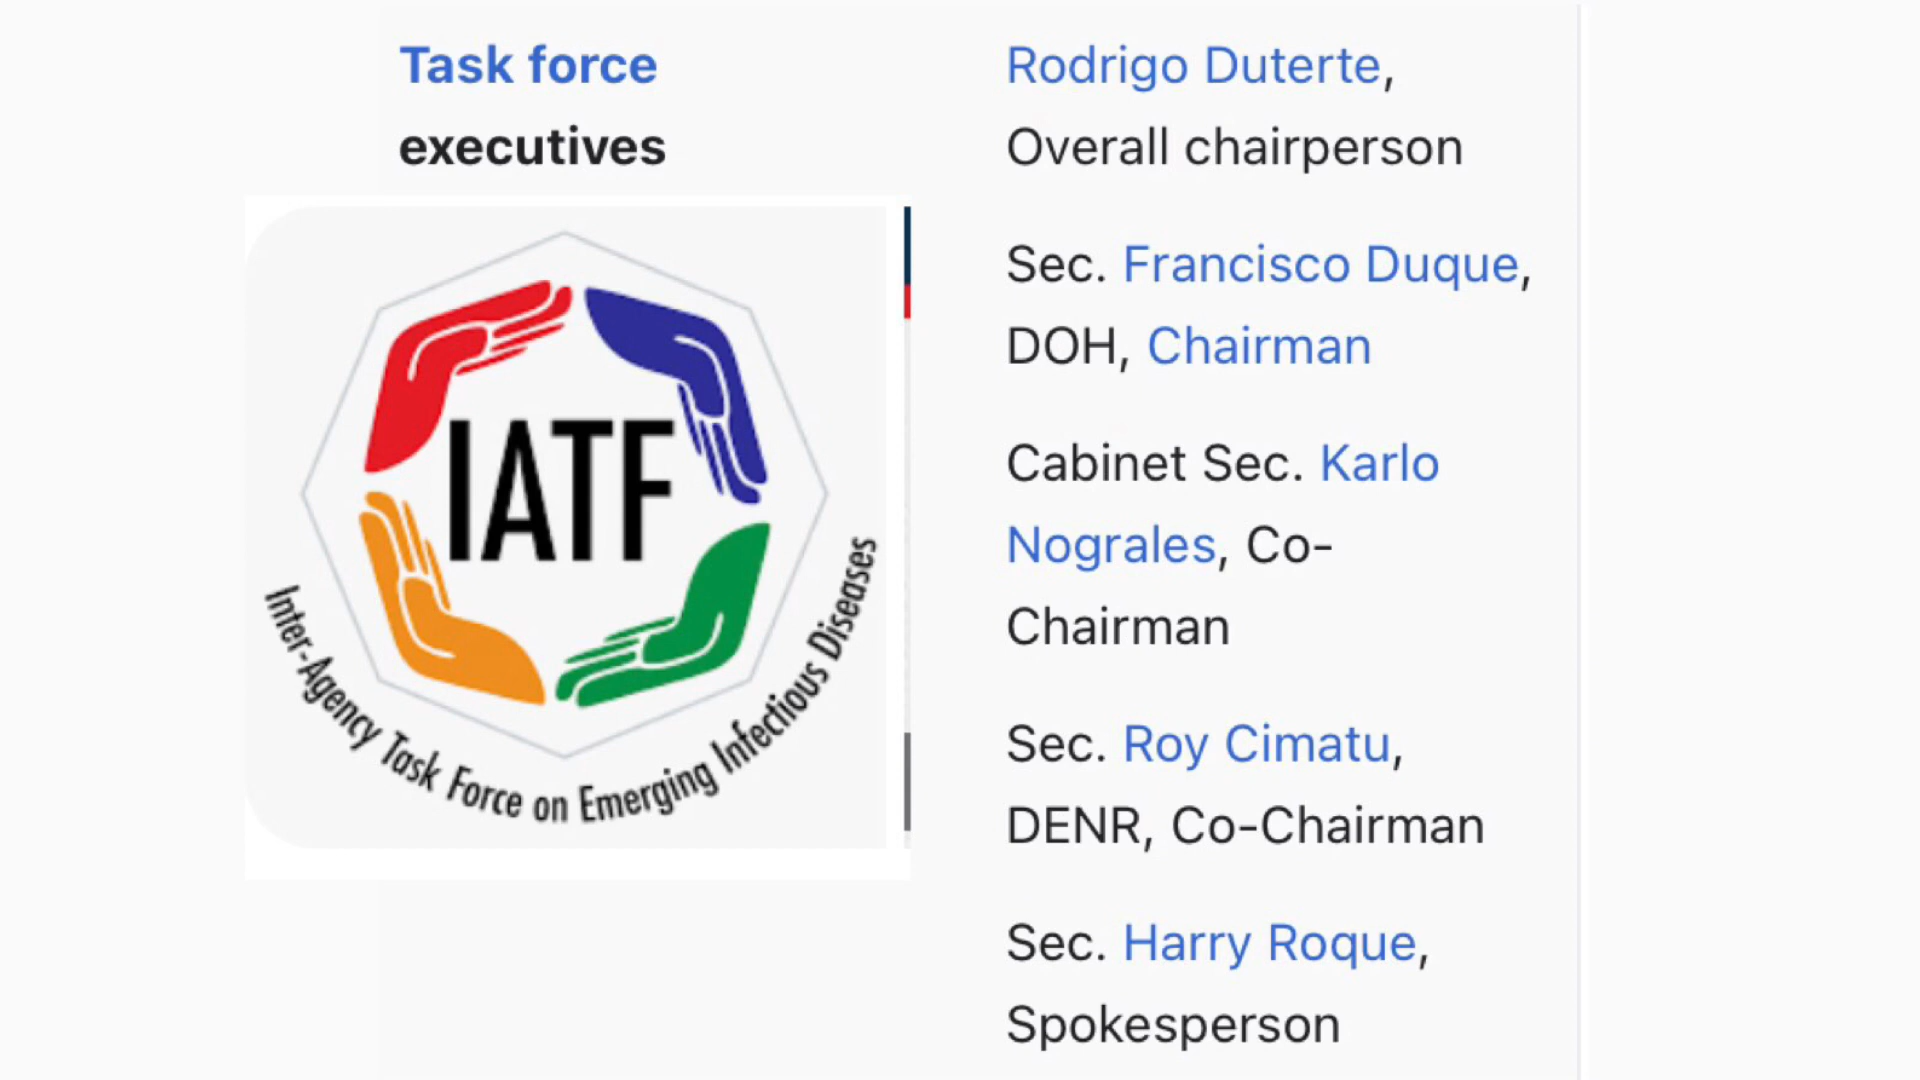 Task force
executives
IATF
Inter-Agency Task Force on Emerging Infectious Diseases
Rodrigo Duterte,
Overall chairperson
Sec. Francisco Duque,
DOH, Chairman
Cabinet Sec. Karlo
Nograles, Co-
Chairman
Sec. Roy Cimatu,
DENR, Co-Chairman
Sec. Harry Roque,
Spokesperson